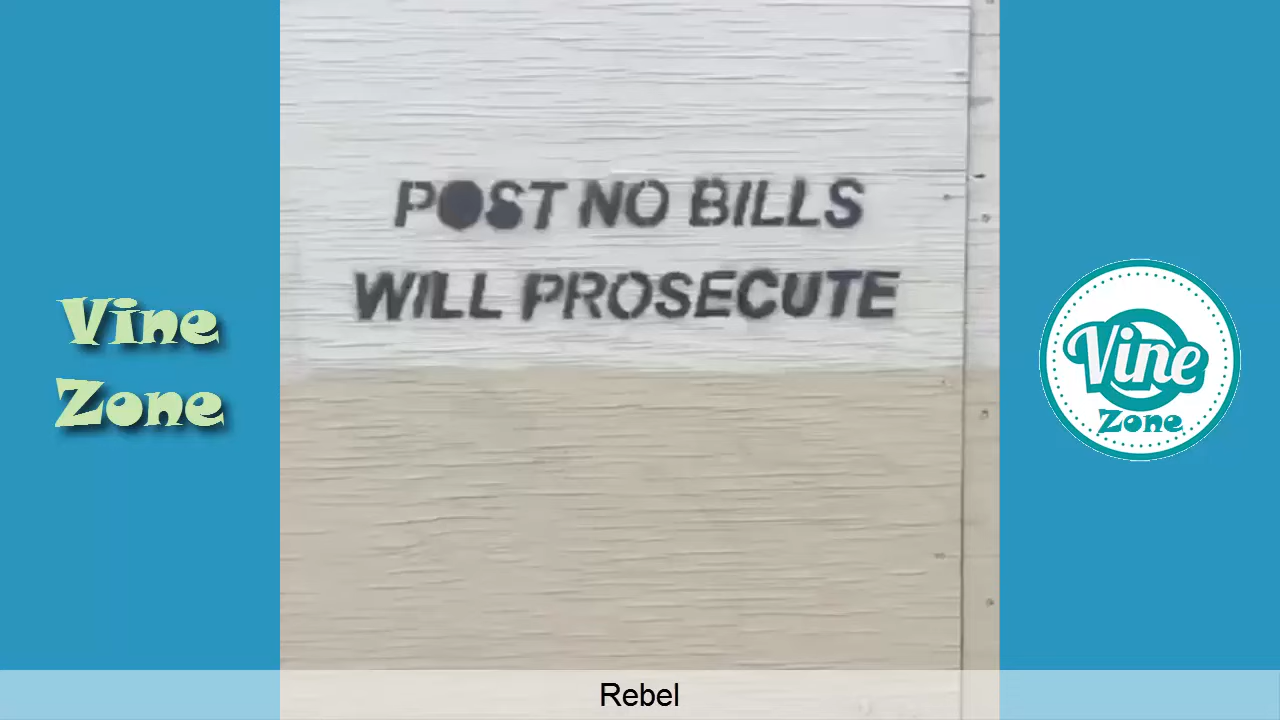 POST NO BILLS
WILL PROSECUTE
Vine
Zone
Vine
Zone
Rebel